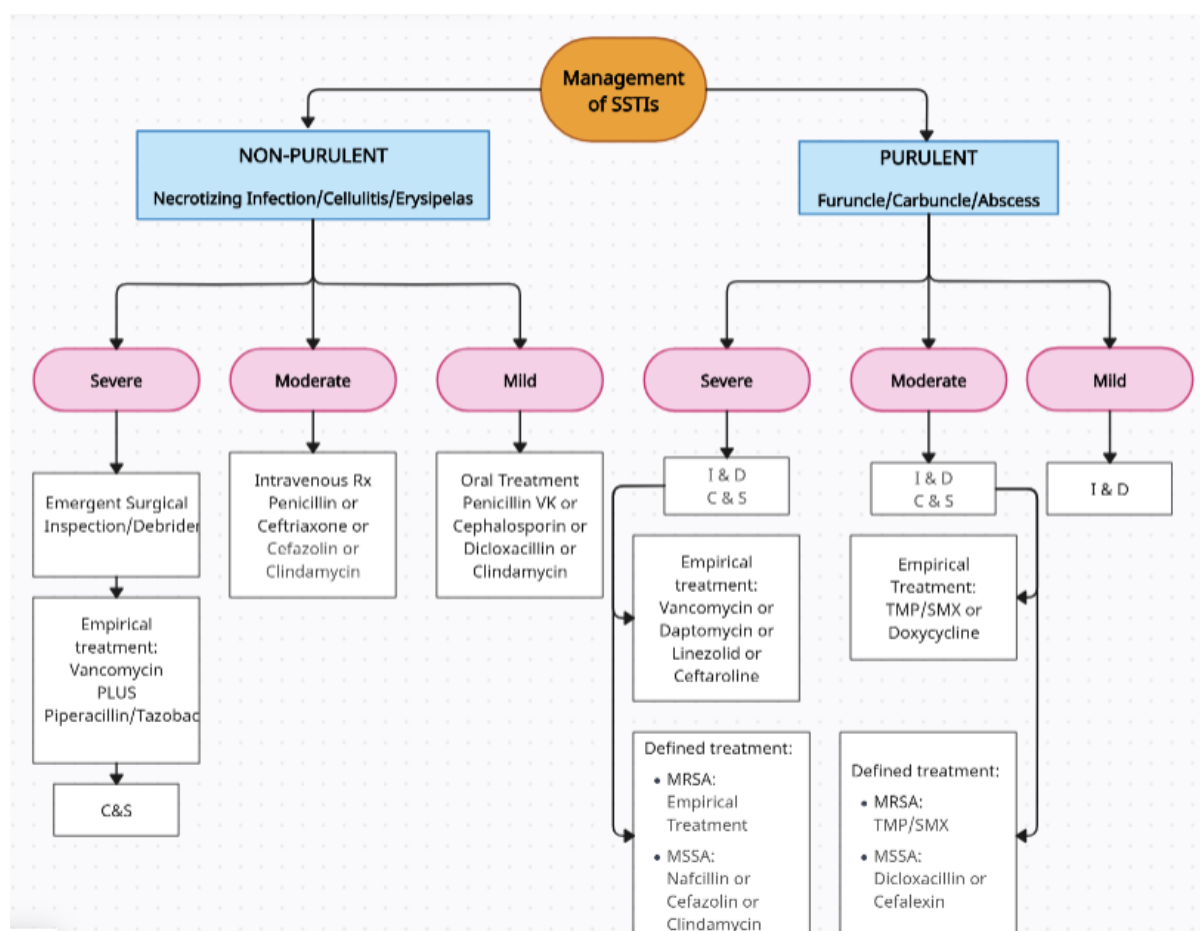 Management
of SSTIs
NON-PURULENT
Necrotizing Infection/Cellulitis/Erysipelas
PURULENT
Furuncle/Carbuncle/Abscess
Severe
Moderate
Mild
Severe
Moderate
Mild
Emergent Surgical
Inspection/Debrider
Empirical
treatment:
Vancomycin
PLUS
Piperacillin/Tazobac
C&S
Intravenous Rx
Penicillin or
Ceftriaxone or
Cefazolin or
Clindamycin
Oral Treatment
Penicillin VK or
Cephalosporin or
Dicloxacillin or
Clindamycin
I & D
C & S
Empirical
treatment:
Vancomycin or
Daptomycin or
Linezolid or
Ceftaroline
Defined treatment:
• MRSA:
Empirical
Treatment
• MSSA:
Nafcillin or
Cefazolin or
Clindamycin
I & D
C & S
Empirical
Treatment:
TMP/SMX or
Doxycycline
Defined treatment:
• MRSA:
TMP/SMX
• MSSA:
Dicloxacillin or
Cefalexin
I & D